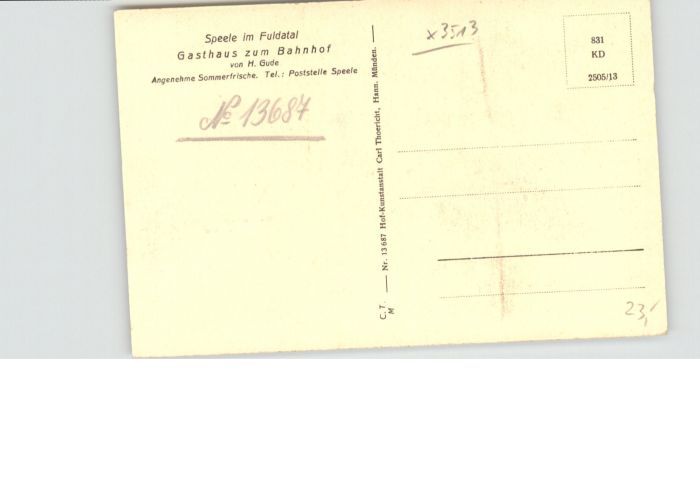 Speele im Fuldatal
Gasthaus zum Bahnhof
von H. Gude
Angenehme Sommerfrische. Tel.: Poststelle Speele
№ 13687
C. T. M
Nr. 13687 Hof-Kunstanstalt Carl Thoericht, Hann. Münden.
x3513
831
KD
2505/13
23,-